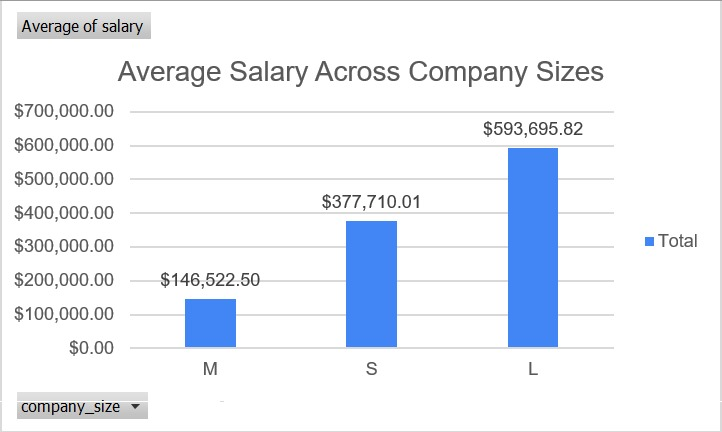 Average of salary
Average Salary Across Company Sizes
$700,000.00
$600,000.00
$500,000.00
$400,000.00
$300,000.00
$200,000.00
$100,000.00
$0.00
$146,522.50
$377,710.01
$593,695.82
M
S
L
Total
company_size